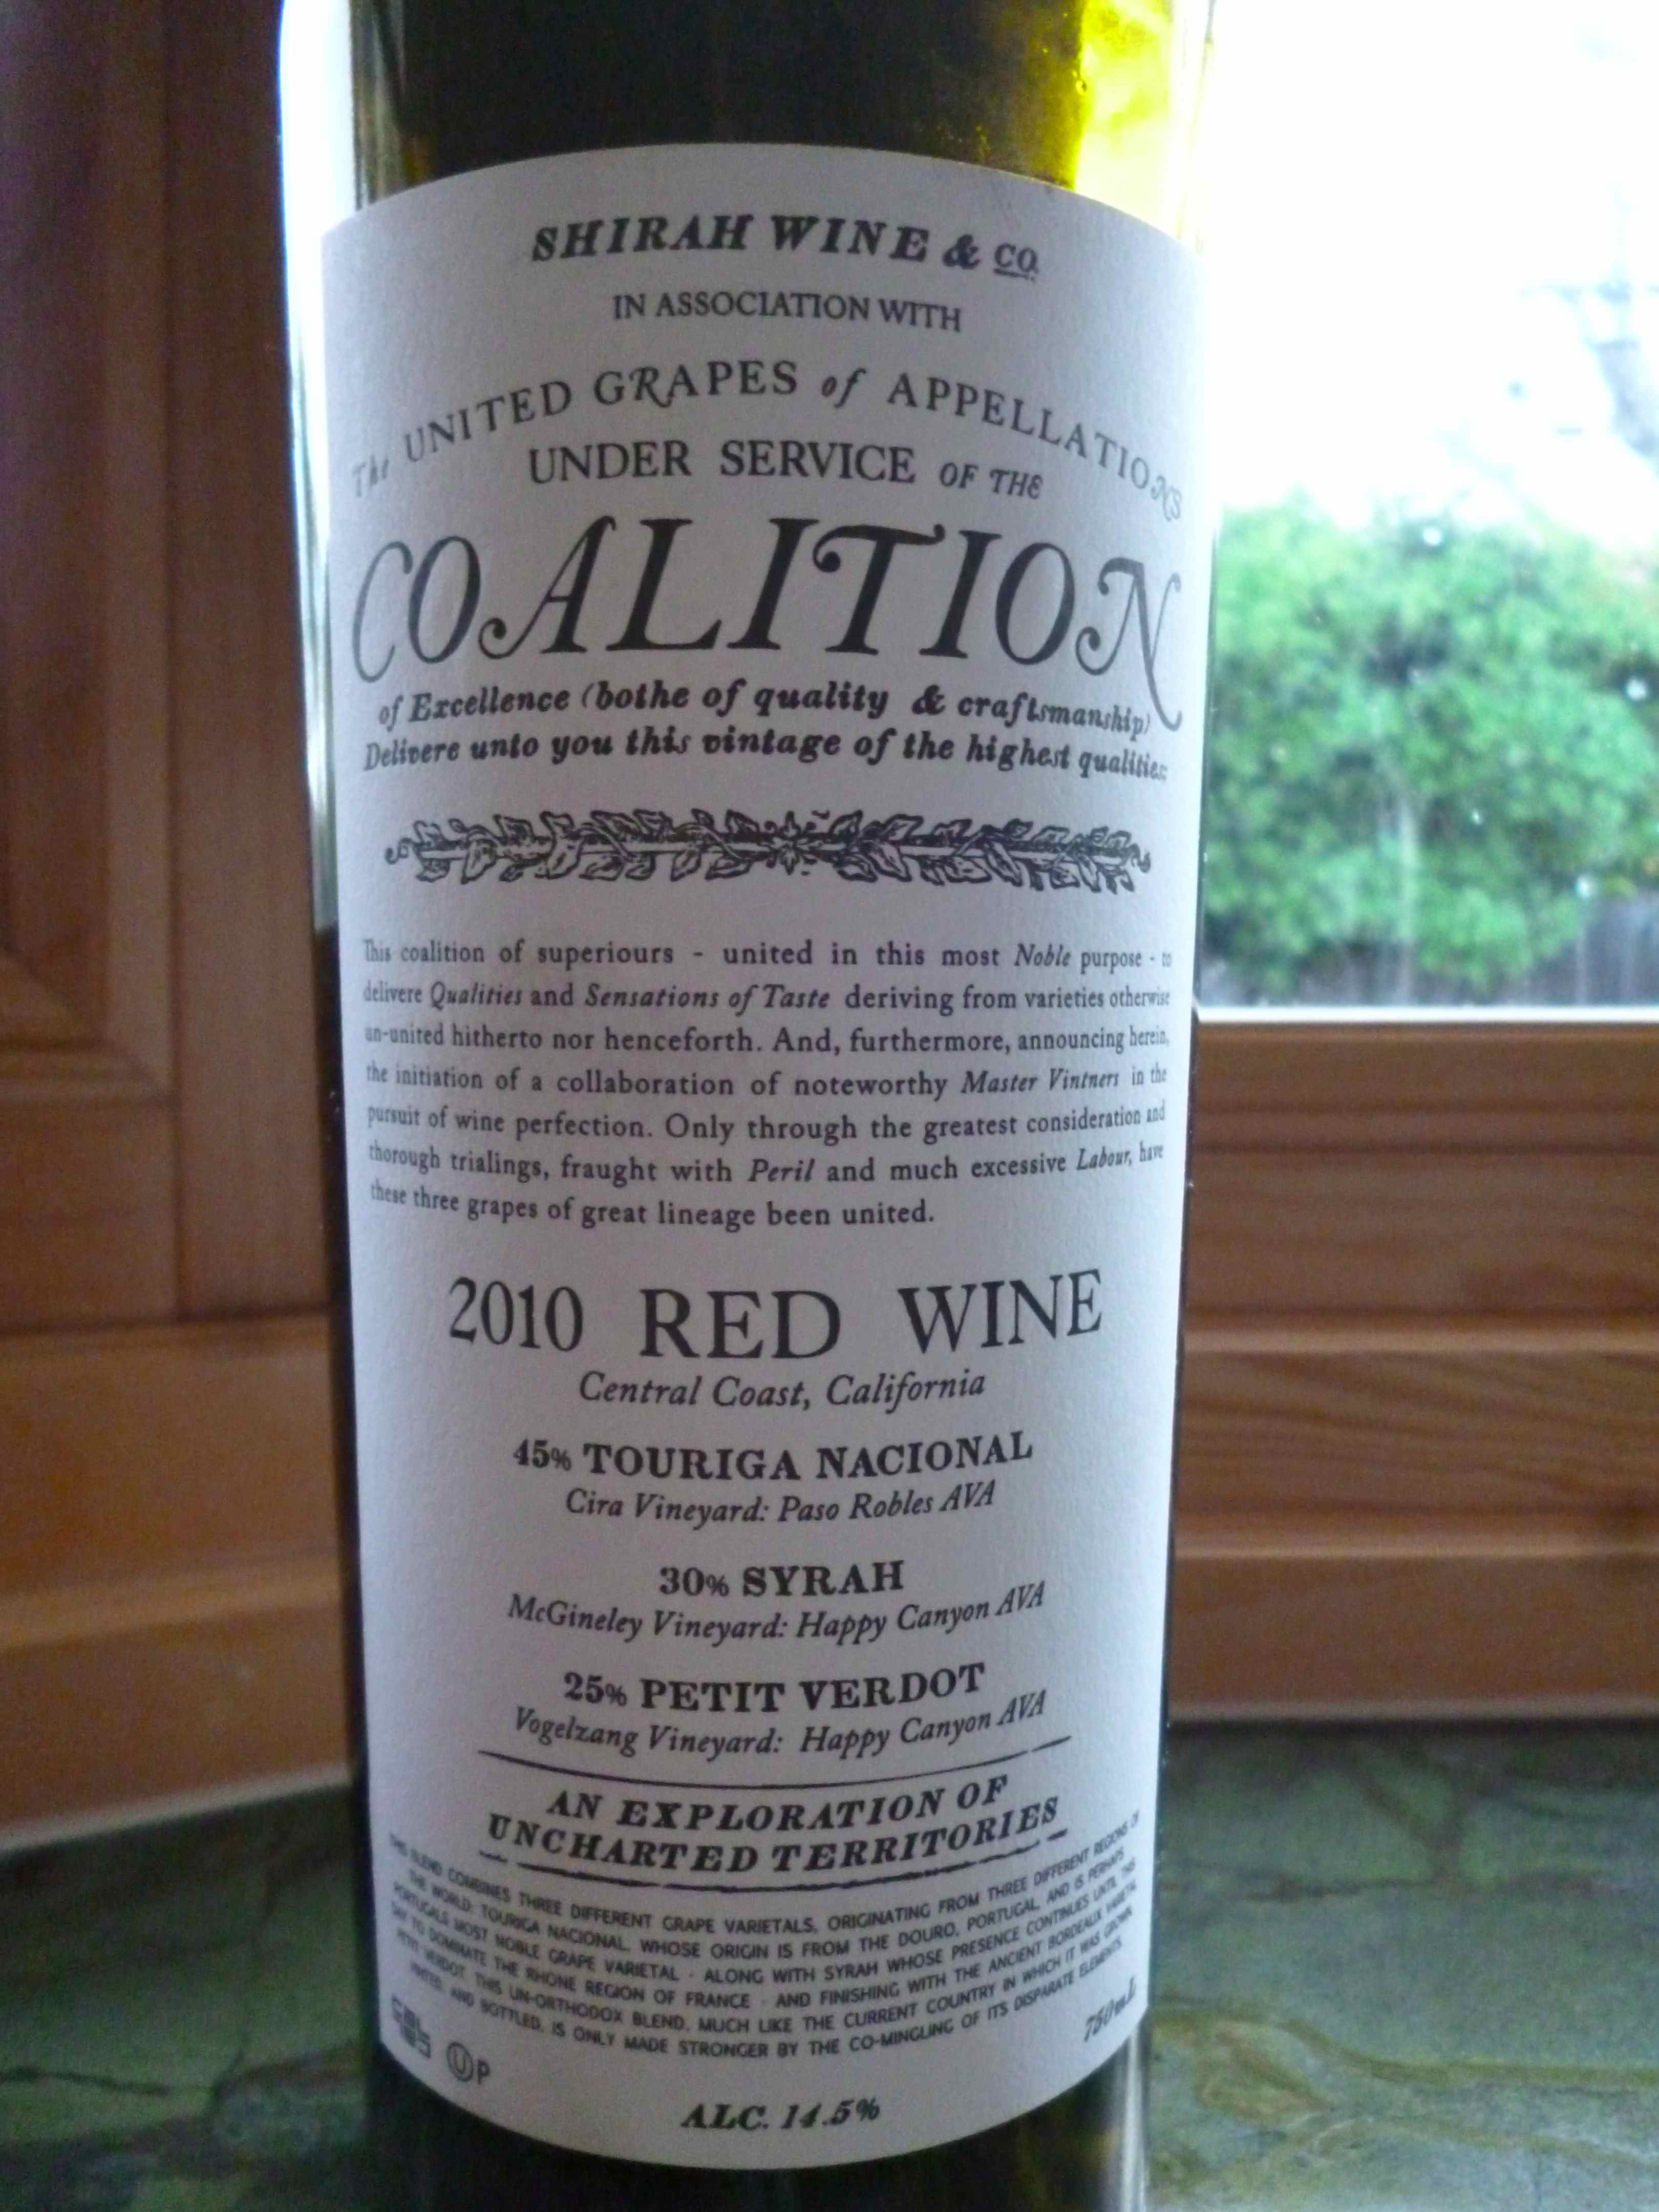 SHIRAH WINE & CO.
IN ASSOCIATION WITH
The UNITED GRAPES of APPELLATIONS
UNDER SERVICE OF THE
COALITION
of Excellence (bothe of quality & craftsmanship)
Delivere unto you this vintage of the highest qualities:
This coalition of superiours - united in this most Noble purpose - to
delivere Qualities and Sensations of Taste deriving from varieties otherwise
un-united hitherto nor henceforth. And, furthermore, announcing herein,
the initiation of a collaboration of noteworthy Master Vintners in the
pursuit of wine perfection. Only through the greatest consideration and
thorough trialings, fraught with Peril and much excessive Labour, have
these three grapes of great lineage been united.
2010 RED WINE
Central Coast, California
45% TOURIGA NACIONAL
Cira Vineyard: Paso Robles AVA
30% SYRAH
McGineley Vineyard: Happy Canyon AVA
25% PETIT VERDOT
Vogelzang Vineyard: Happy Canyon AVA
AN EXPLORATION OF
UNCHARTED TERRITORIES
THIS BLEND COMBINES THREE DIFFERENT GRAPE VARIETALS, ORIGINATING FROM THREE DIFFERENT REGIONS OF
THE WORLD: TOURIGA NACIONAL, WHOSE ORIGIN IS FROM THE DOURO, PORTUGAL, AND IS PERHAPS
PORTUGALS MOST NOBLE GRAPE VARIETAL - ALONG WITH SYRAH WHOSE PRESENCE CONTINUES UNTIL THIS
DAY TO DOMINATE THE RHONE REGION OF FRANCE - AND FINISHING WITH THE ANCIENT BORDEAUX VARIETAL
PETIT VERDOT. THIS UN-ORTHODOX BLEND, MUCH LIKE THE CURRENT COUNTRY IN WHICH IT WAS GROWN,
VINTED, AND BOTTLED, IS ONLY MADE STRONGER BY THE CO-MINGLING OF ITS DISPARATE ELEMENTS.
750mL
U P
ALC. 14.5%